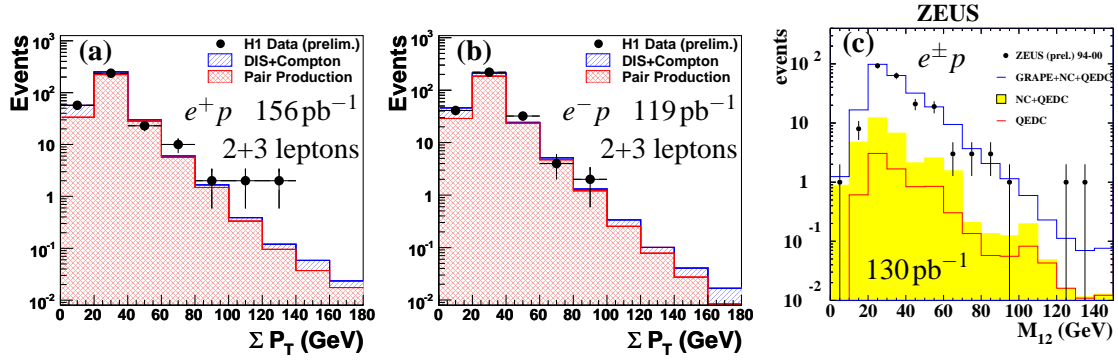 (a)
H1 Data (prelim.)
DIS+Compton
Pair Production
e⁺p 156 pb⁻¹
2+3 leptons
Events
10³
10²
10
1
10⁻¹
10⁻²
0 20 40 60 80 100 120 140 160 180
Σ P_T (GeV)
(b)
H1 Data (prelim.)
DIS+Compton
Pair Production
e⁻p 119 pb⁻¹
2+3 leptons
Events
10³
10²
10
1
10⁻¹
10⁻²
0 20 40 60 80 100 120 140 160 180
Σ P_T (GeV)
ZEUS
(c)
e±p
ZEUS (prel.) 94-00
GRAPE+NC+QEDC
NC+QEDC
QEDC
130 pb⁻¹
events
10²
10
1
10⁻¹
10⁻²
0 20 40 60 80 100 120 140
M₁₂ (GeV)